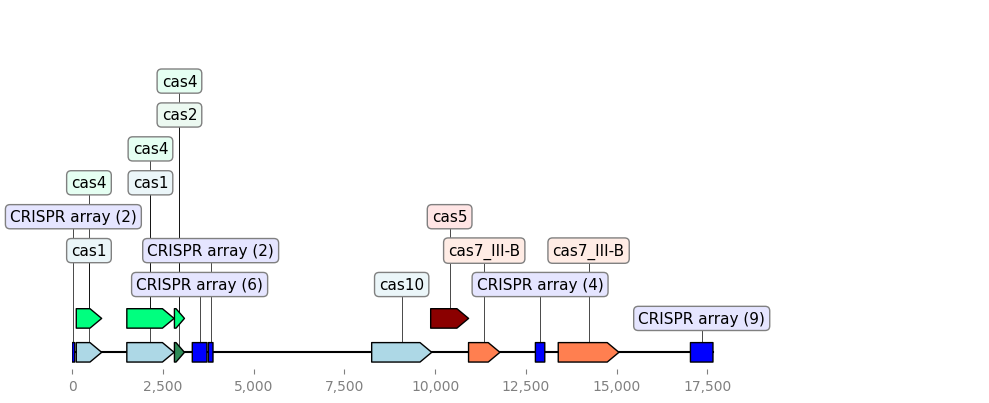 cas4
cas2
cas4
cas4 cas1
CRISPR array (2) cas5
cas1 CRISPR array (2) cas7_III-B cas7_III-B
CRISPR array (6) cas10 CRISPR array (4)
CRISPR array (9)
0 2,500 5,000 7,500 10,000 12,500 15,000 17,500